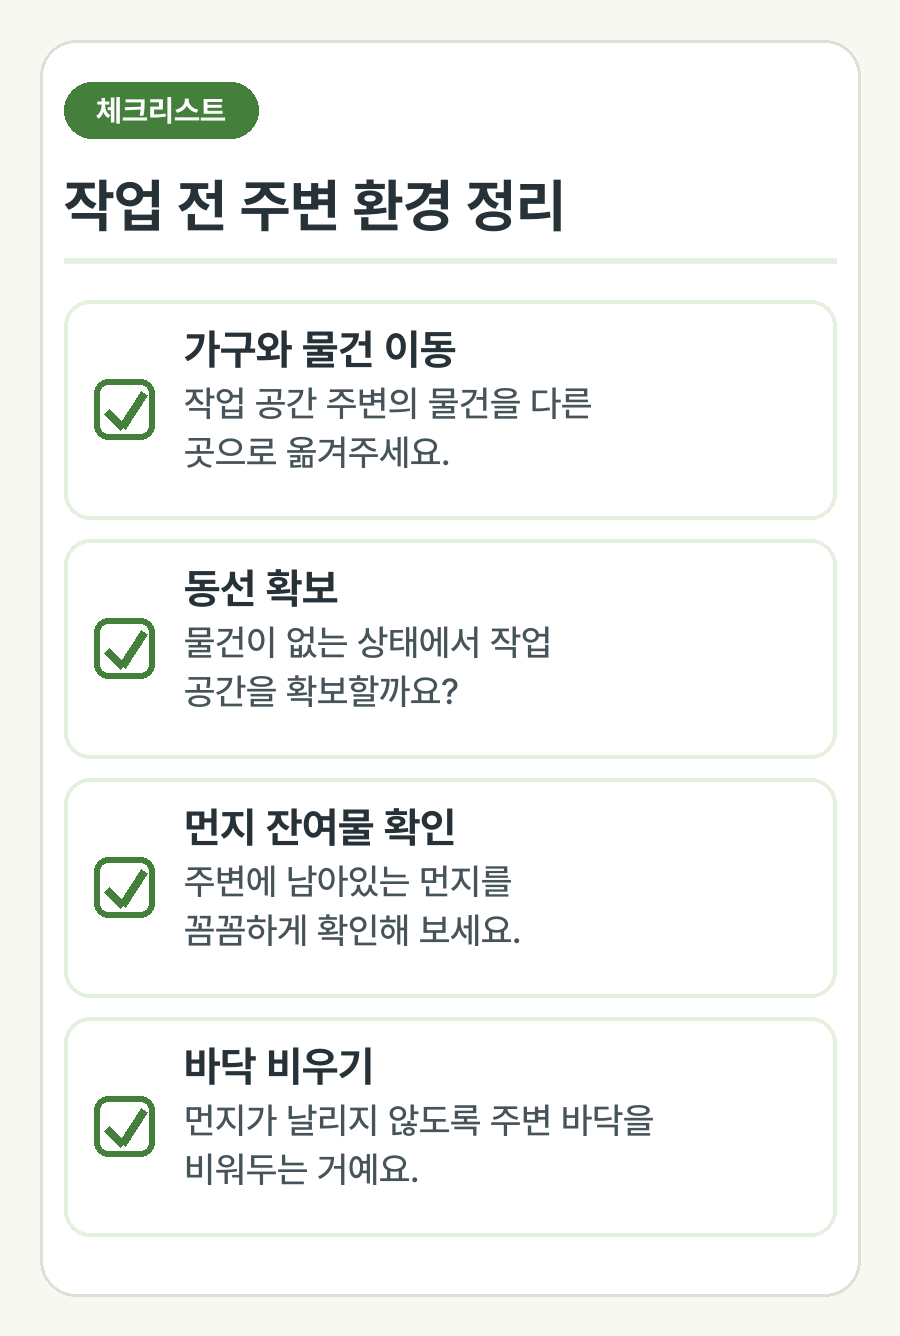 체크리스트
작업 전 주변 환경 정리
가구와 물건 이동
작업 공간 주변의 물건을 다른
곳으로 옮겨주세요.
동선 확보
물건이 없는 상태에서 작업
공간을 확보할까요?
먼지 잔여물 확인
주변에 남아있는 먼지를
꼼꼼하게 확인해 보세요.
바닥 비우기
먼지가 날리지 않도록 주변 바닥을
비워두는 거예요.